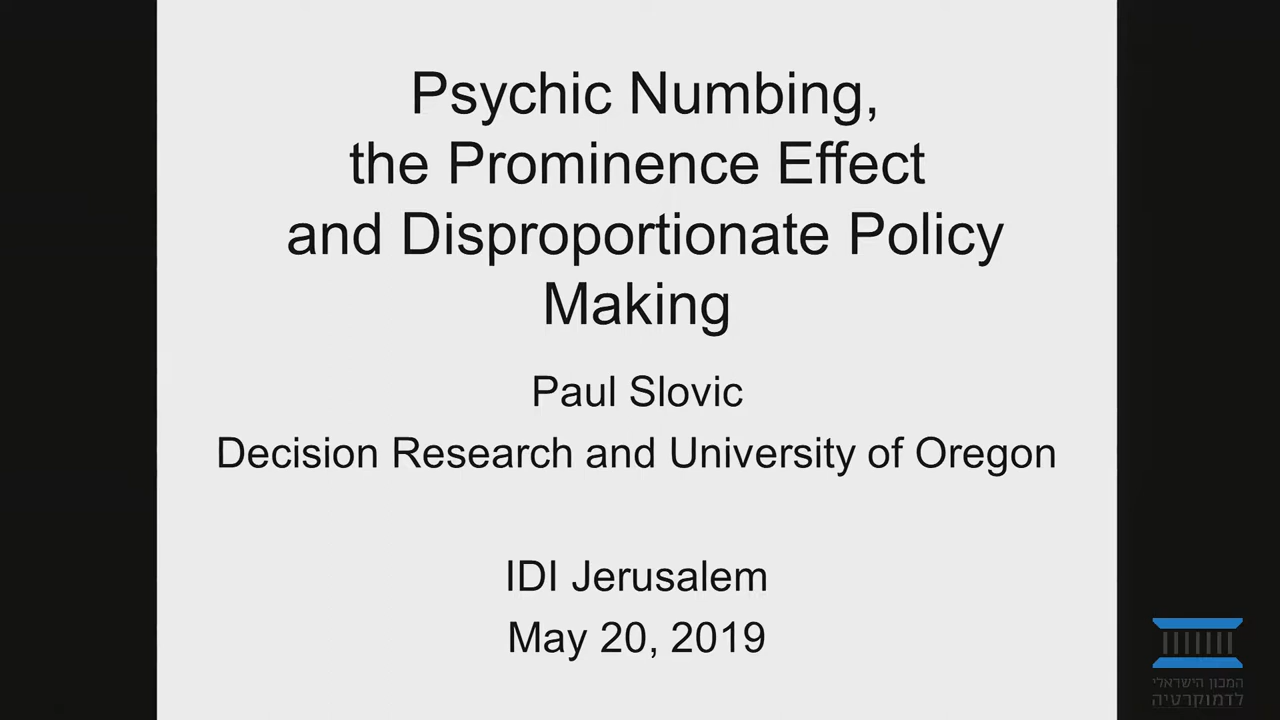 Psychic Numbing,
the Prominence Effect
and Disproportionate Policy
Making
Paul Slovic
Decision Research and University of Oregon
IDI Jerusalem
May 20, 2019
המכון הישראלי
לדמוקרטיה